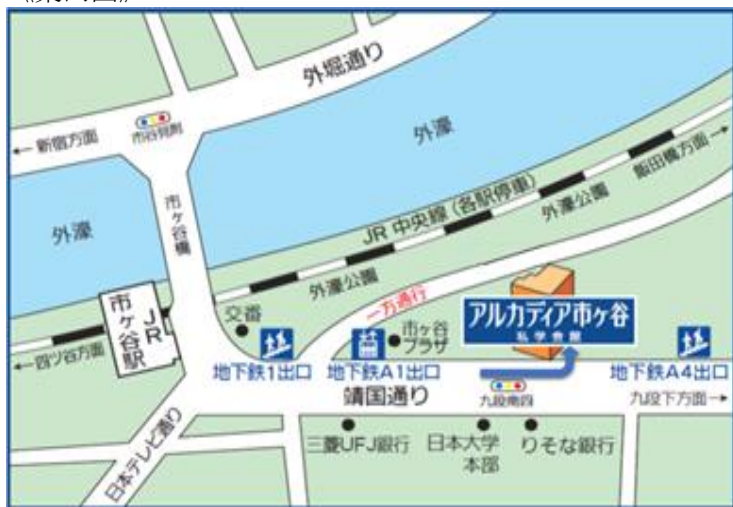 外堀通り
← 新宿方面
市谷見附
外濠
外濠
市ヶ谷橋
JR 中央線 (各駅停車)
外濠公園
飯田橋方面 →
外濠公園
一方通行
JR
市ヶ谷駅
← 四ツ谷方面
交番
市ヶ谷
プラザ
アルカディア市ヶ谷
私学会館
地下鉄1出口
地下鉄A1出口
地下鉄A4出口
靖国通り
九段南四
九段下方面→
日本テレビ通り
三菱UFJ銀行
日本大学
本部
りそな銀行